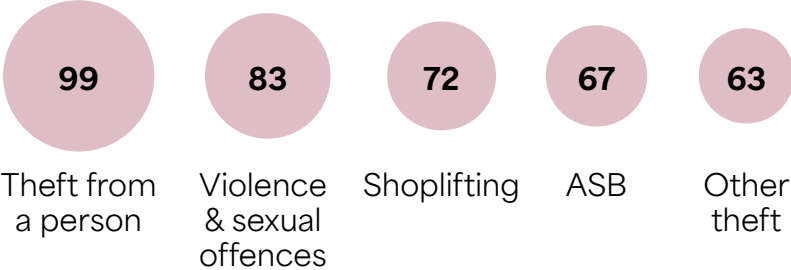 99
83
72
67
63
Theft from
a person
Violence
& sexual
offences
Shoplifting
ASB
Other
theft